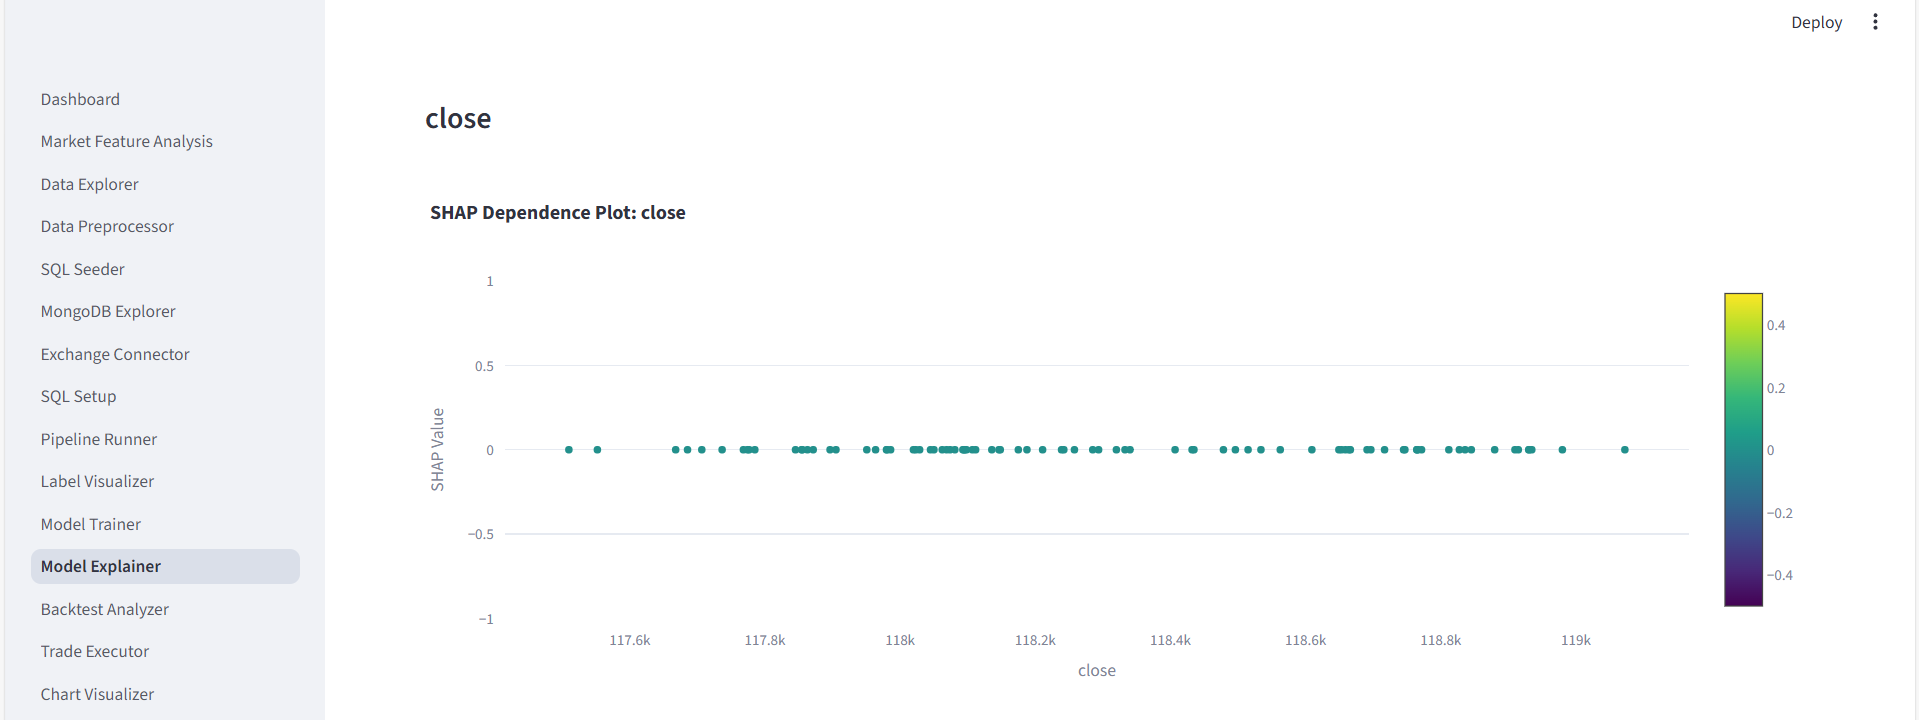 Deploy
Dashboard
Market Feature Analysis
Data Explorer
Data Preprocessor
SQL Seeder
MongoDB Explorer
Exchange Connector
SQL Setup
Pipeline Runner
Label Visualizer
Model Trainer
Model Explainer
Backtest Analyzer
Trade Executor
Chart Visualizer
close
SHAP Dependence Plot: close
1
0.5
0
−0.5
−1
SHAP Value
117.6k
117.8k
118k
118.2k
118.4k
118.6k
118.8k
119k
close
0.4
0.2
0
−0.2
−0.4